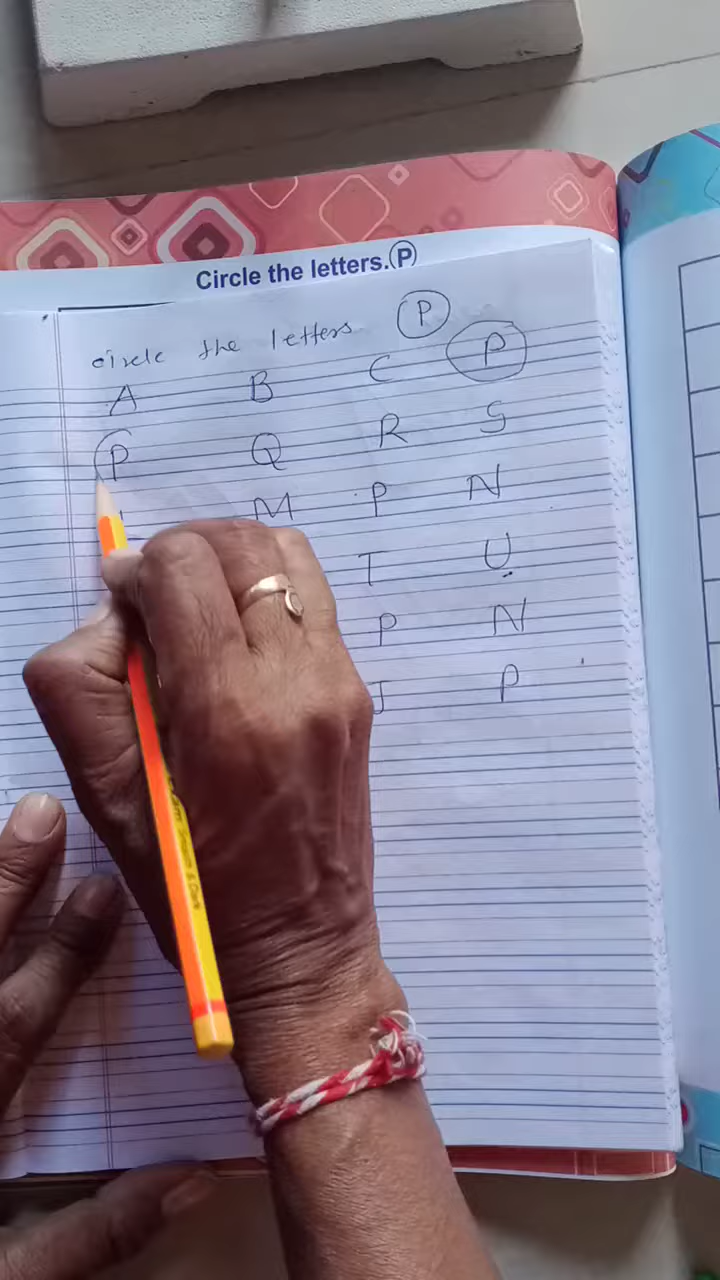 Circle the letters. P
circle the letters P
A B C P
P Q R S
M P N
T U
P N
J P